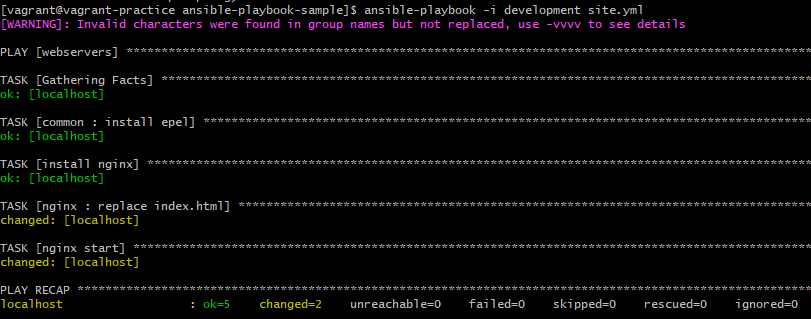 [vagrant@vagrant-practice ansible-playbook-sample]$ ansible-playbook -i development site.yml
[WARNING]: Invalid characters were found in group names but not replaced, use -vvvv to see details
PLAY [webservers] ***********************************************************************************************
TASK [Gathering Facts] ******************************************************************************************
ok: [localhost]
TASK [common : install epel] ************************************************************************************
ok: [localhost]
TASK [install nginx] ********************************************************************************************
ok: [localhost]
TASK [nginx : replace index.html] *******************************************************************************
changed: [localhost]
TASK [nginx start] **********************************************************************************************
changed: [localhost]
PLAY RECAP ******************************************************************************************************
localhost : ok=5 changed=2 unreachable=0 failed=0 skipped=0 rescued=0 ignored=0